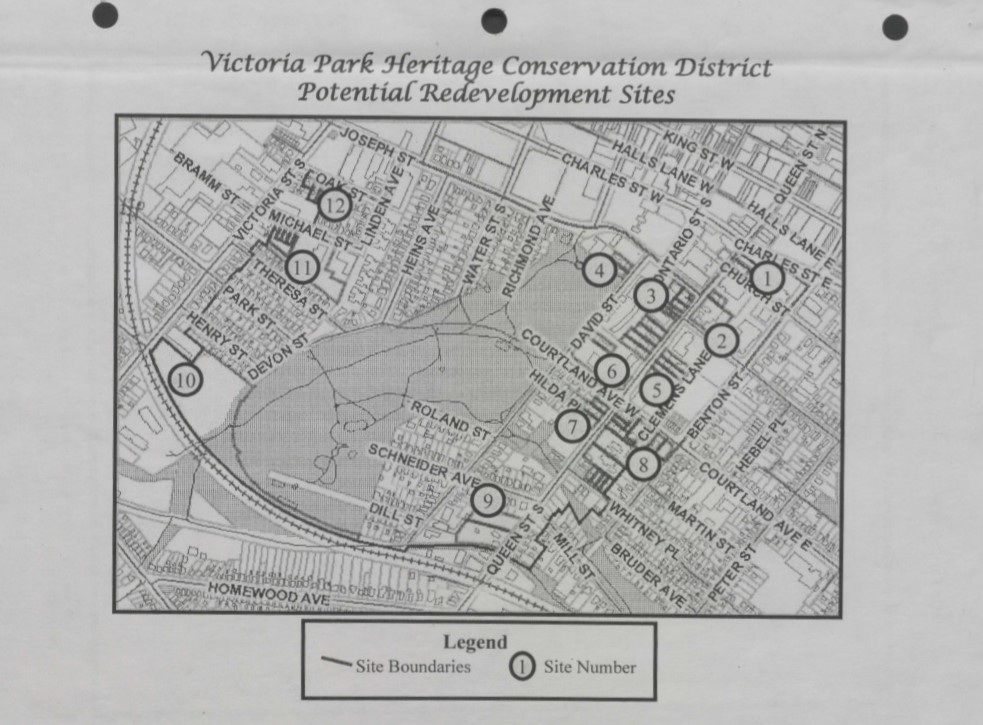 Victoria Park Heritage Conservation District
Potential Redevelopment Sites
JOSEPH ST
KING ST W
HALLS LANE W
CHARLES ST W
QUEEN ST N
BRAMM ST
VICTORIA ST S
OAK ST
12
LINDEN AVE
MICHAEL ST
HEINS AVE
WATER ST S
RICHMOND AVE
ONTARIO ST S
HALLS LANE E
CHARLES ST E
CHURCH ST
1
11
THERESA ST
4
3
PARK ST
HENRY ST
DEVON ST
DAVID ST
2
COURTLAND AVE W
10
HILDA PL
6
5
CLEMENS LANE
BENTON ST
ROLAND ST
7
HEBEL PL
SCHNEIDER AVE
8
COURTLAND AVE E
9
DILL ST
QUEEN ST S
WHITNEY PL
MARTIN ST
MILL ST
BRUDER AVE
PETER ST
HOMEWOOD AVE
Legend
Site Boundaries
1 Site Number